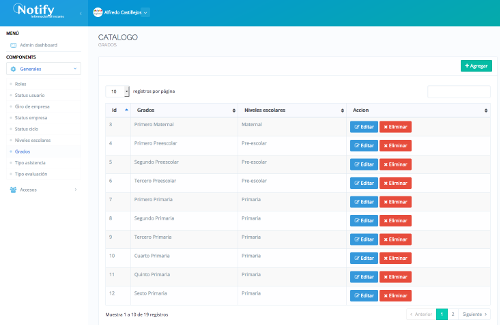 Notify
Alfredo Castillejos
MENU
Admin dashboard
COMPONENTS
Generales
Roles
Status usuario
Giro de empresa
Status empresa
Status ciclo
Niveles escolares
Grados
Tipo asistencia
Tipo evaluación
Accesos
CATALOGO
GRADOS
+ Agregar
10 registros por página
Id Grados Niveles escolares Accion
3 Primero Maternal Maternal Editar Eliminar
4 Primero Preescolar Pre-escolar Editar Eliminar
5 Segundo Preescolar Pre-escolar Editar Eliminar
6 Tercero Preescolar Pre-escolar Editar Eliminar
7 Primero Primaria Primaria Editar Eliminar
8 Segundo Primaria Primaria Editar Eliminar
9 Tercero Primaria Primaria Editar Eliminar
10 Cuarto Primaria Primaria Editar Eliminar
11 Quinto Primaria Primaria Editar Eliminar
12 Sexto Primaria Primaria Editar Eliminar
Muestra 1 a 10 de 19 registros
Anterior 1 2 Siguiente